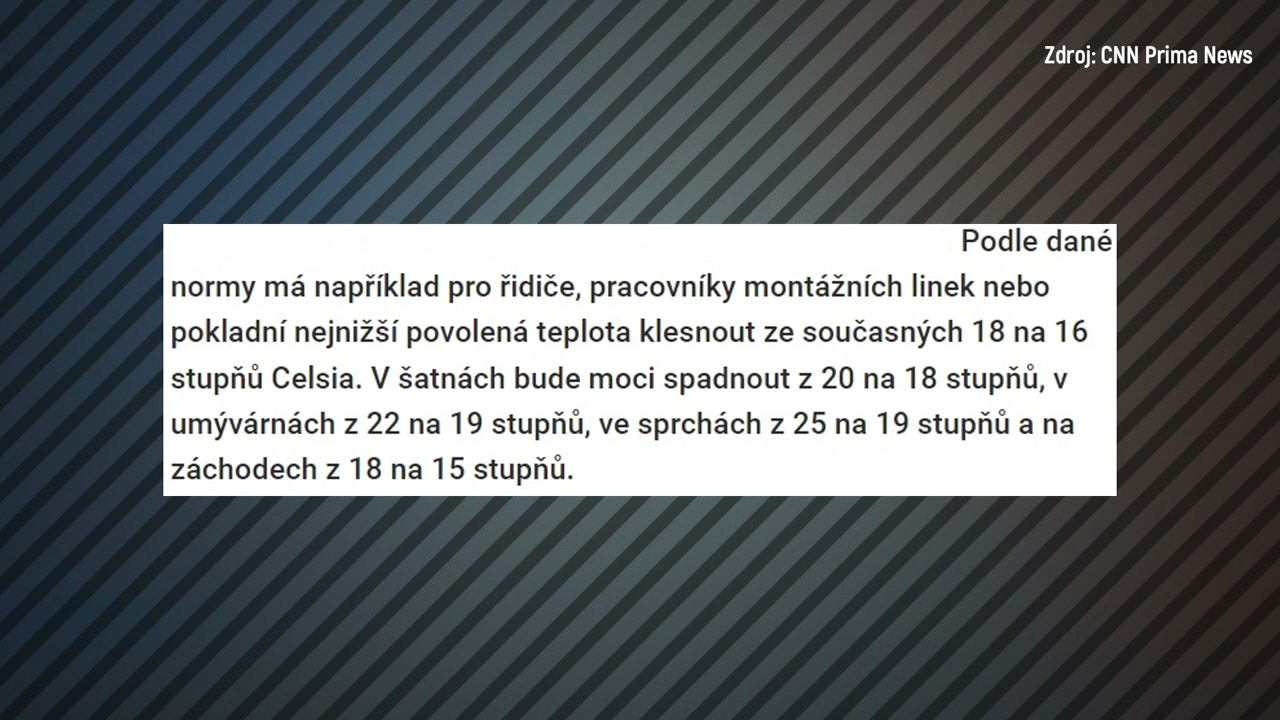 Zdroj: CNN Prima News
Podle dané
normy má například pro řidiče, pracovníky montážních linek nebo
pokladní nejnižší povolená teplota klesnout ze současných 18 na 16
stupňů Celsia. V šatnách bude moci spadnout z 20 na 18 stupňů, v
umývárnách z 22 na 19 stupňů, ve sprchách z 25 na 19 stupňů a na
záchodech z 18 na 15 stupňů.